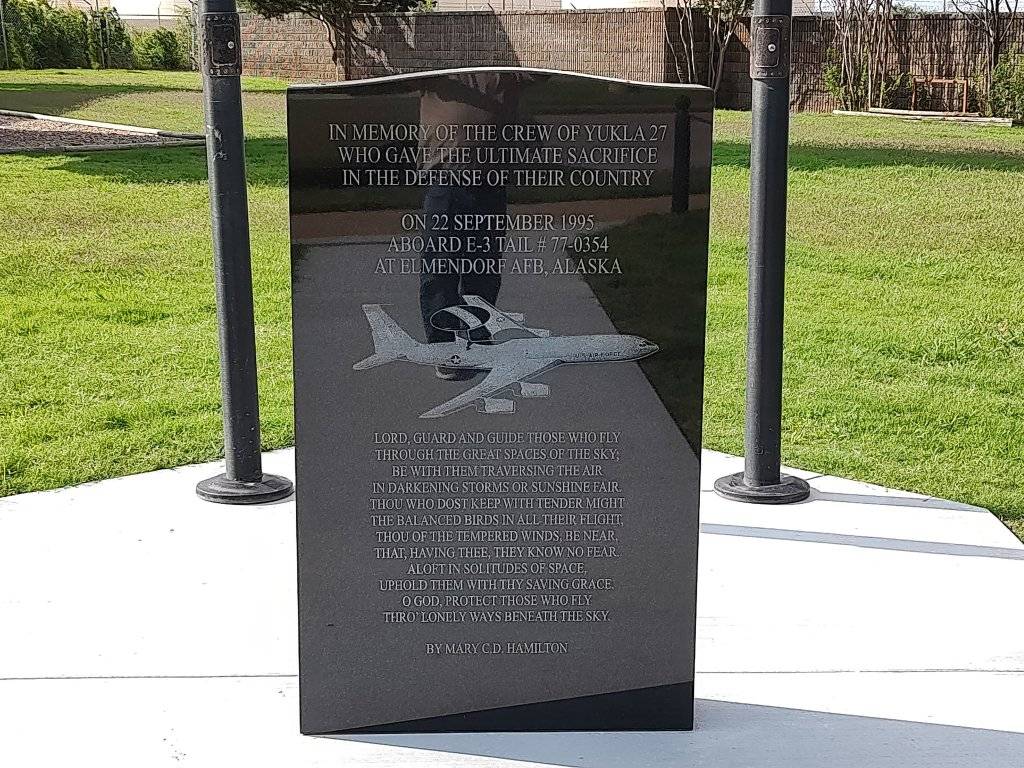 IN MEMORY OF THE CREW OF YUKLA 27
WHO GAVE THE ULTIMATE SACRIFICE
IN THE DEFENSE OF THEIR COUNTRY
ON 22 SEPTEMBER 1995
ABOARD E-3 TAIL # 77-0354
AT ELMENDORF AFB, ALASKA
U.S. AIR FORCE
LORD, GUARD AND GUIDE THOSE WHO FLY
THROUGH THE GREAT SPACES OF THE SKY;
BE WITH THEM TRAVERSING THE AIR
IN DARKENING STORMS OR SUNSHINE FAIR.
THOU WHO DOST KEEP WITH TENDER MIGHT
THE BALANCED BIRDS IN ALL THEIR FLIGHT,
THOU OF THE TEMPERED WINDS, BE NEAR,
THAT, HAVING THEE, THEY KNOW NO FEAR.
ALOFT IN SOLITUDES OF SPACE,
UPHOLD THEM WITH THY SAVING GRACE.
O GOD, PROTECT THOSE WHO FLY
THRO' LONELY WAYS BENEATH THE SKY.
BY MARY C.D. HAMILTON